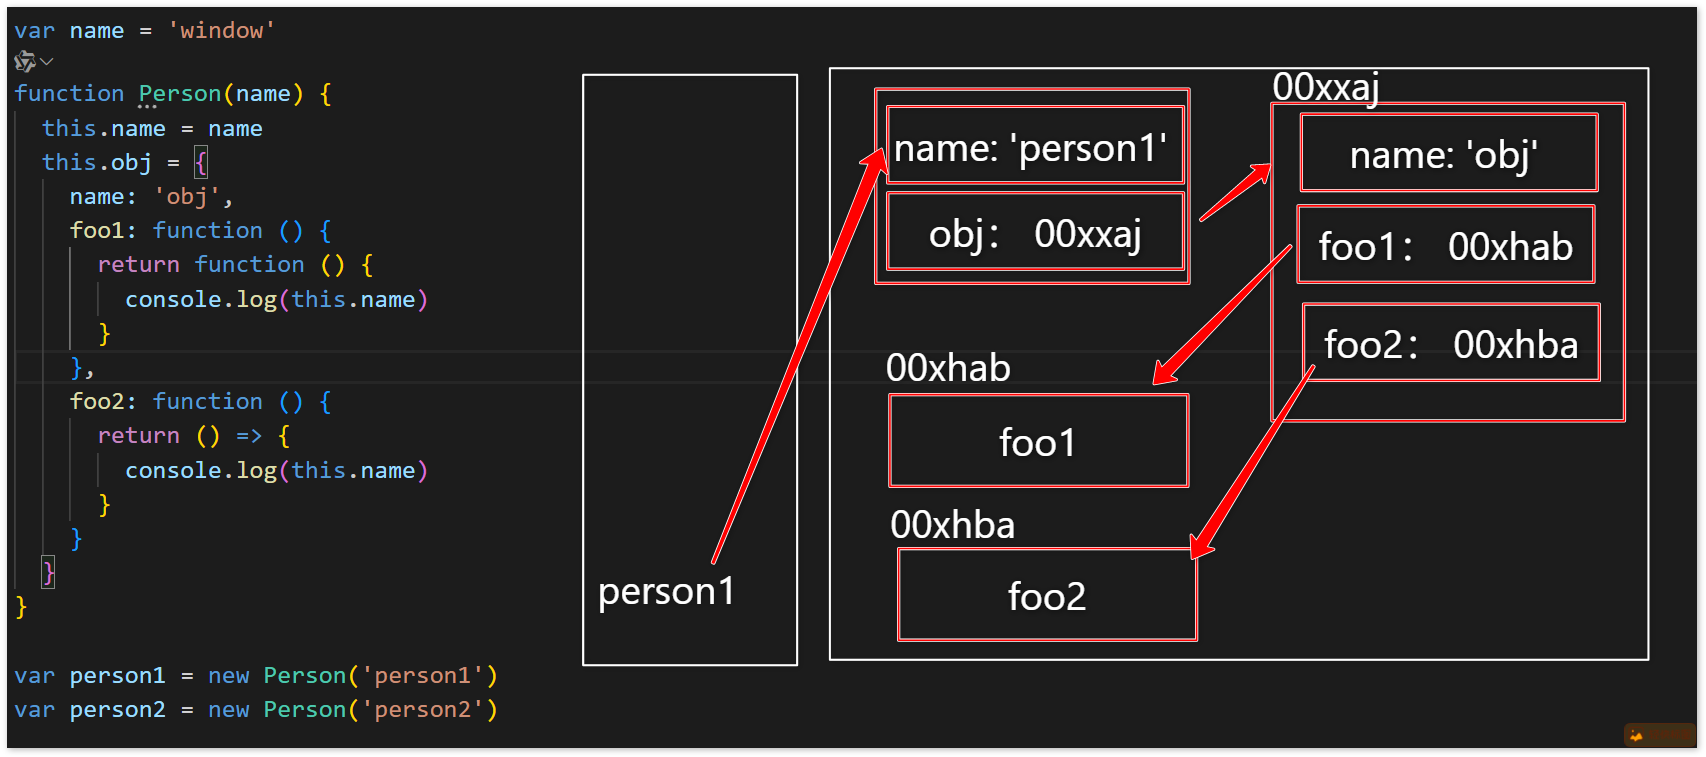 var name = 'window'
function Person(name) {
  this.name = name
  this.obj = {
    name: 'obj',
    foo1: function () {
      return function () {
        console.log(this.name)
      }
    },
    foo2: function () {
      return () => {
        console.log(this.name)
      }
    }
  }
}
var person1 = new Person('person1')
var person2 = new Person('person2')
person1
name: 'person1'
obj： 00xxaj
00xxaj
name: 'obj'
foo1： 00xhab
foo2： 00xhba
00xhab
foo1
00xhba
foo2